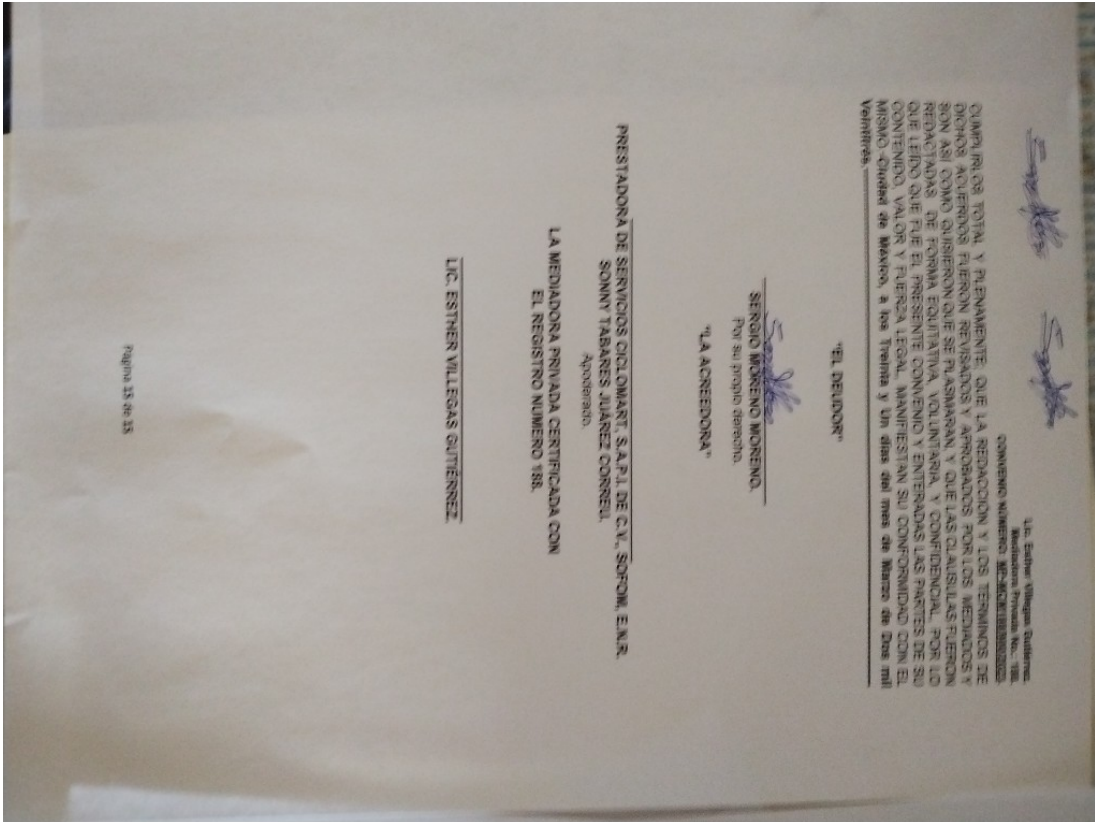 Lic. Esther Villegas Gutiérrez.
Mediadora Privada No.: 188.
CONVENIO NÚMERO:
CUMPLIRLOS TOTAL Y PLENAMENTE; QUE LA REDACCIÓN Y LOS TÉRMINOS DE
DICHOS ACUERDOS FUERON REVISADOS Y APROBADOS POR LOS MEDIADOS Y
SON ASÍ COMO QUISIERON QUE SE PLASMARAN, Y QUE LAS CLAUSULAS FUERON
REDACTADAS DE FORMA EQUITATIVA, VOLUNTARIA, Y CONFIDENCIAL, POR LO
QUE LEÍDO QUE FUE EL PRESENTE CONVENIO Y ENTERADAS LAS PARTES DE SU
CONTENIDO, VALOR Y FUERZA LEGAL, MANIFIESTAN SU CONFORMIDAD CON EL
MISMO.-Ciudad de México, a los Treinta y Un días del mes de Marzo de Dos mil
Veintitrés.
"EL DEUDOR"
SERGIO MORENO MORENO.
Por su propio derecho.
"LA ACREEDORA"
PRESTADORA DE SERVICIOS CICLOMART, S.A.P.I. DE C.V., SOFOM, E.N.R.
SONNY TABARES JUÁREZ CORREU.
Apoderado.
LA MEDIADORA PRIVADA CERTIFICADA CON
EL REGISTRO NUMERO 188.
LIC. ESTHER VILLEGAS GUTIÉRREZ.
Página 15 de 15